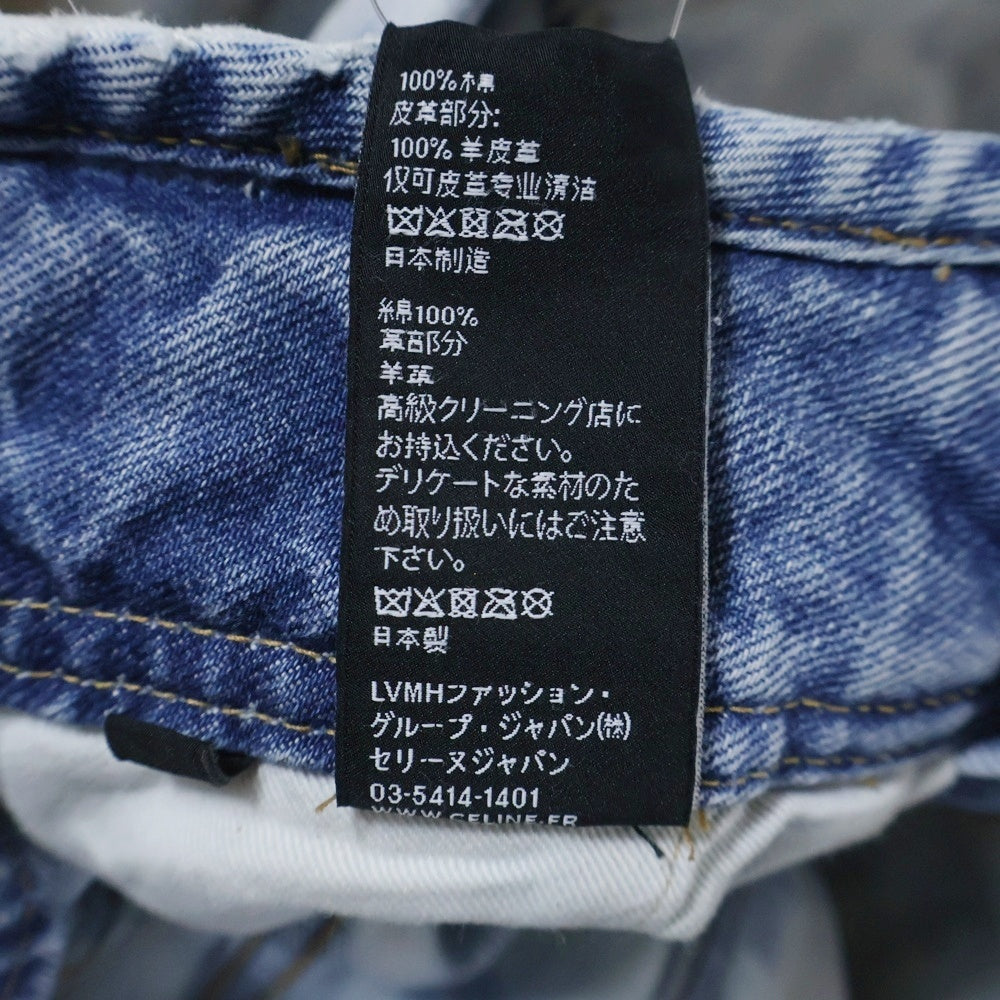 100%木棉
皮革部分:
100% 羊皮革
仅可皮革专业清洁
日本制造
綿100%
革部分
羊革
高級クリーニング店に
お持込ください。
デリケートな素材のた
め取り扱いにはご注意
下さい。
日本製
LVMHファッション・
グループ・ジャパン㈱
セリーヌジャパン
03-5414-1401
WWW.CELINE.FR